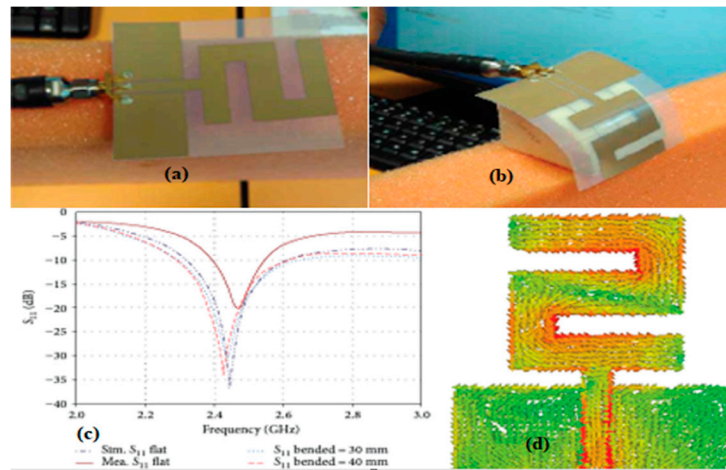 (a)
(b)
0
−5
−10
−15
−20
−25
−30
−35
−40
S11 (dB)
2.0 2.2 2.4 2.6 2.8 3.0
Frequency (GHz)
(c)
Sim. S11 flat
Mea. S11 flat
S11 bended = 30 mm
S11 bended = 40 mm
(d)